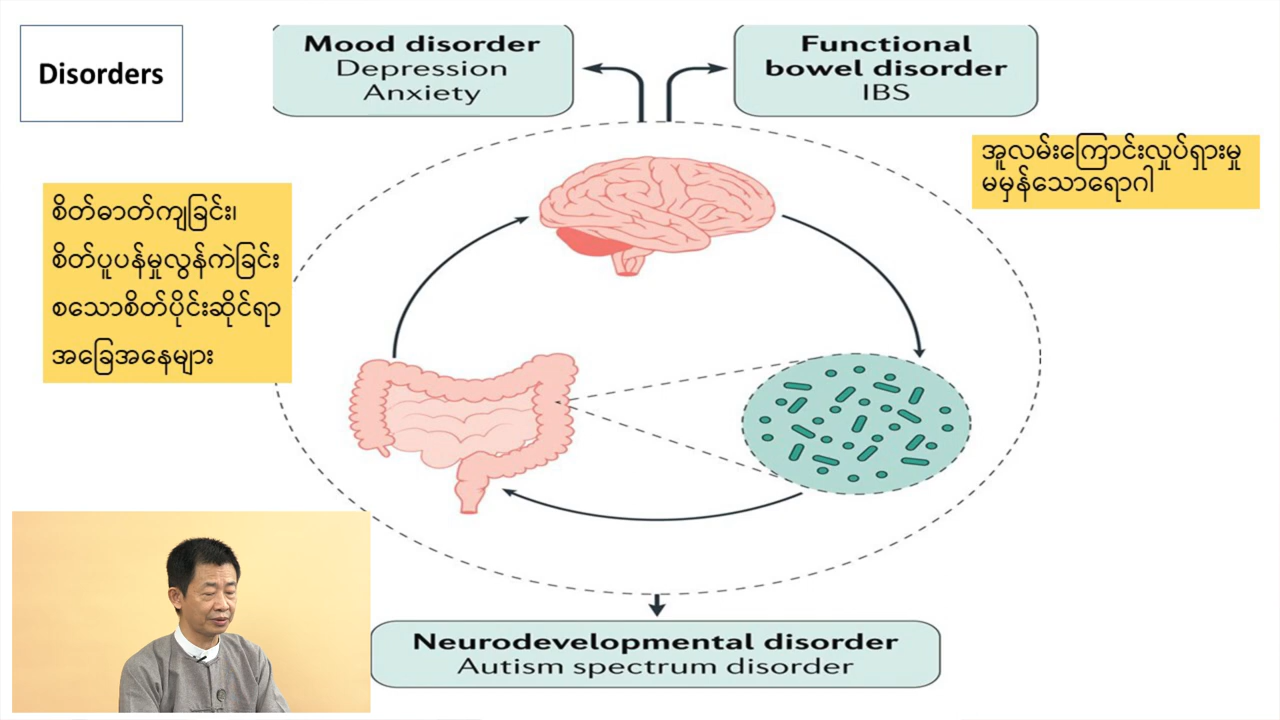 Disorders
Mood disorder
Depression
Anxiety
Functional
bowel disorder
IBS
အူလမ်းကြောင်းလှုပ်ရှားမှု
မမှန်သောရောဂါ
စိတ်ဓာတ်ကျခြင်း၊
စိတ်ပူပန်မှုလွန်ကဲခြင်း
စသောစိတ်ပိုင်းဆိုင်ရာ
အခြေအနေများ
Neurodevelopmental disorder
Autism spectrum disorder